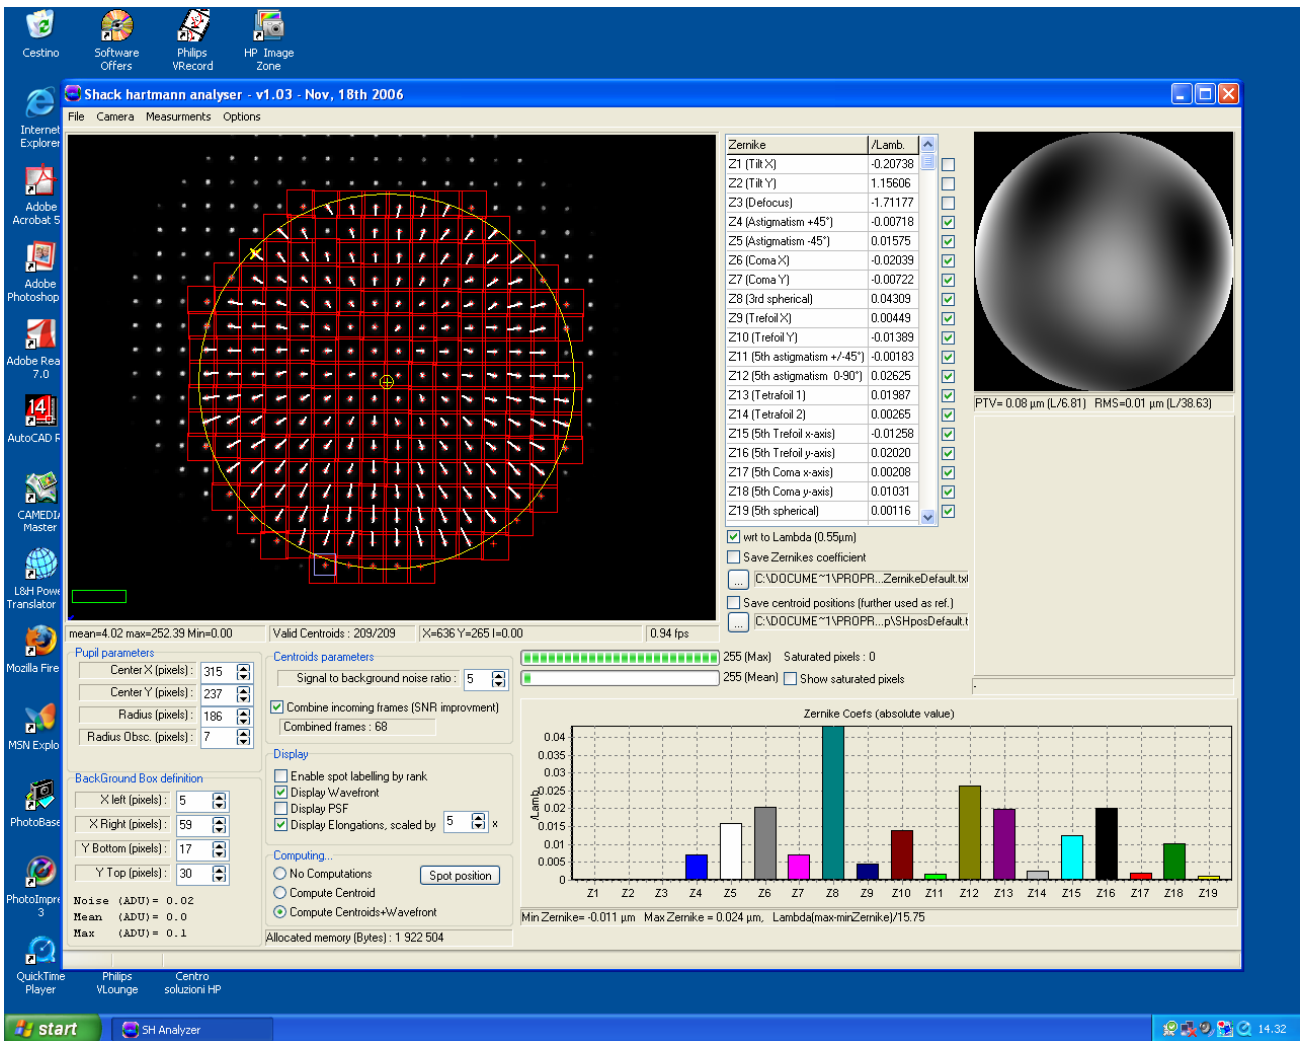 Cestino
Software Offers
Philips VRecord
HP Image Zone
Internet Explorer
Adobe Acrobat 5
Adobe Photoshop
Adobe Rea
7.0
AutoCAD R
CAMEDIA Master
L&H Powe
Translator
Mozilla Fire
MSN Explo
PhotoBase
PhotoImpre
3
QuickTime Player
Philips VLounge
Centro soluzioni HP
Shack hartmann analyser - v1.03 - Nov, 18th 2006
File Camera Measurments Options
Zernike /Lamb.
Z1 (Tilt X) -0.20738
Z2 (Tilt Y) 1.15606
Z3 (Defocus) -1.71177
Z4 (Astigmatism +45°) -0.00718
Z5 (Astigmatism -45°) 0.01575
Z6 (Coma X) -0.02039
Z7 (Coma Y) -0.00722
Z8 (3rd spherical) 0.04309
Z9 (Trefoil X) 0.00449
Z10 (Trefoil Y) -0.01389
Z11 (5th astigmatism +/-45°) -0.00183
Z12 (5th astigmatism 0-90°) 0.02625
Z13 (Tetrafoil 1) 0.01987
Z14 (Tetrafoil 2) 0.00265
Z15 (5th Trefoil x-axis) -0.01258
Z16 (5th Trefoil y-axis) 0.02020
Z17 (5th Coma x-axis) 0.00208
Z18 (5th Coma y-axis) 0.01031
Z19 (5th spherical) 0.00116
PTV= 0.08 µm (L/6.81) RMS=0.01 µm (L/38.63)
wrt to Lambda (0.55µm)
Save Zernikes coefficient
... C:\DOCUME~1\PROPR...ZernikeDefault.txt
Save centroid positions (further used as ref.)
... C:\DOCUME~1\PROPR...p\SHposDefault.t
mean=4.02 max=252.39 Min=0.00
Valid Centroids : 209/209
X=636 Y=265 I=0.00
0.94 fps
Pupil parameters
Center X (pixels) : 315
Center Y (pixels) : 237
Radius (pixels) : 186
Radius Obsc. (pixels) : 7
BackGround Box definition
X left (pixels) : 5
X Right (pixels) : 59
Y Bottom (pixels) : 17
Y Top (pixels) : 30
Noise (ADU)= 0.02
Mean (ADU)= 0.0
Max (ADU)= 0.1
Centroids parameters
Signal to background noise ratio : 5
Combine incoming frames (SNR improvment)
Combined frames : 68
Display
Enable spot labelling by rank
Display Wavefront
Display PSF
Display Elongations, scaled by 5 x
Computing...
No Computations
Spot position
Compute Centroid
Compute Centroids+Wavefront
Allocated memory (Bytes) : 1 922 504
255 (Max) Saturated pixels : 0
255 (Mean) Show saturated pixels
Zernike Coefs (absolute value)
/Lamb.
0.04
0.035
0.03
0.025
0.02
0.015
0.01
0.005
0
Z1 Z2 Z3 Z4 Z5 Z6 Z7 Z8 Z9 Z10 Z11 Z12 Z13 Z14 Z15 Z16 Z17 Z18 Z19
Min Zernike= -0.011 µm Max Zernike = 0.024 µm, Lambda(max-minZernike)/15.75
start
SH Analyzer
14.32